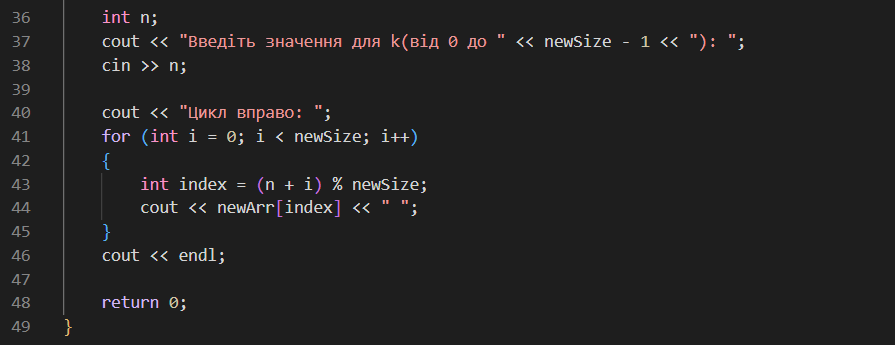 36 int n;
37 cout << "Введіть значення для k(від 0 до " << newSize - 1 << "): ";
38 cin >> n;
39
40 cout << "Цикл вправо: ";
41 for (int i = 0; i < newSize; i++)
42 {
43 int index = (n + i) % newSize;
44 cout << newArr[index] << " ";
45 }
46 cout << endl;
47
48 return 0;
49 }